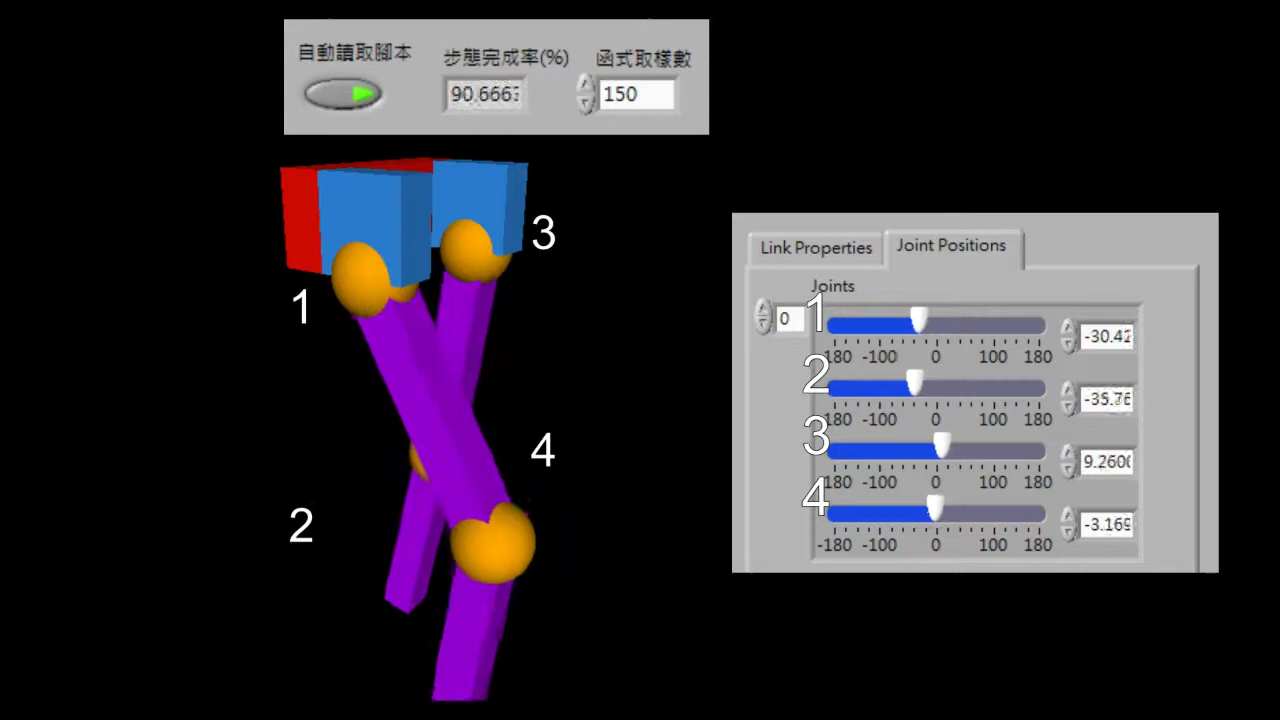 自動讀取腳本 步態完成率(%) 函式取樣數
90.666 150
3
1
4
2
Link Properties Joint Positions
Joints
0
1
-30.42
180 -100 0 100 180
2
-35.76
180 -100 0 100 180
3
9.260
180 -100 0 100 180
4
-3.169
-180 -100 0 100 180